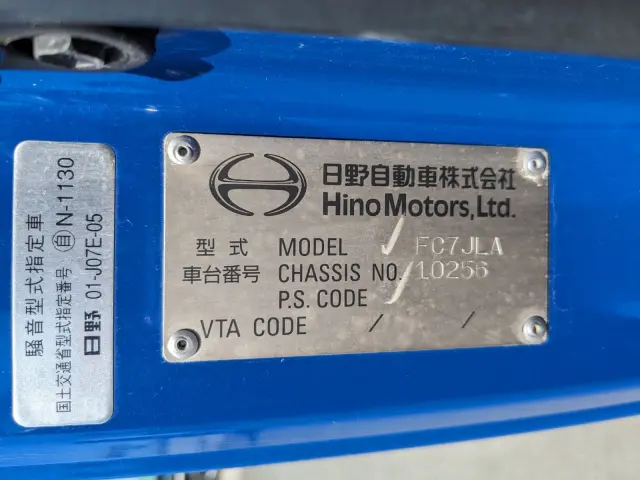 騒音型式指定車
国土交通省型式指定番号 自 N-1130
日野 01-J07E-05
日野自動車株式会社
Hino Motors, Ltd.
型式 MODEL FC7JLA
車台番号 CHASSIS NO. 10256
P.S. CODE
VTA CODE / /